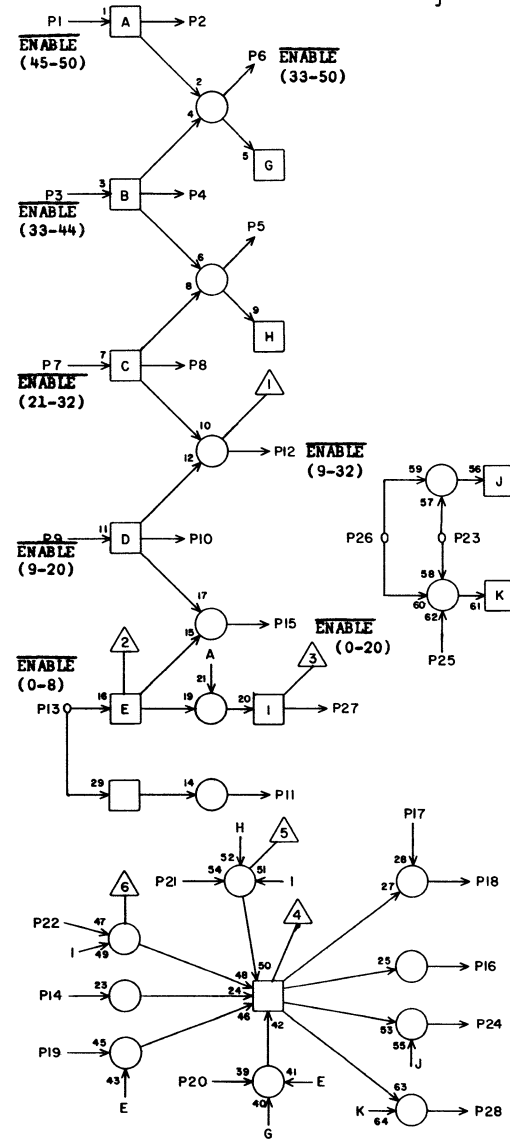 P1 1 A P2
ENABLE
(45-50)
P6 ENABLE
(33-50)
2
4
5 G
P3 3 B P4
ENABLE
(33-44)
P5
6
8
9 H
P7 7 C P8
ENABLE
(21-32)
1
10
12 P12 ENABLE
(9-32)
59 56 J
57
P26 P23
58
60 62 61 K
P25
P9 11 D P10
ENABLE
(9-20)
17
15 P15 ENABLE
(0-20)
2 A 3
ENABLE
(0-8)
21
P13 16 E 19 20 I P27
29 14 P11
H 5 P17
52
P21 54 51 I
28
27 P18
6 4
P22 47
I 49
50
48
25 P16
P14 23 24
46 42
53 P24
55 J
P19 45
43
E
P20 39 41 E
40
G
63
K 64 P28